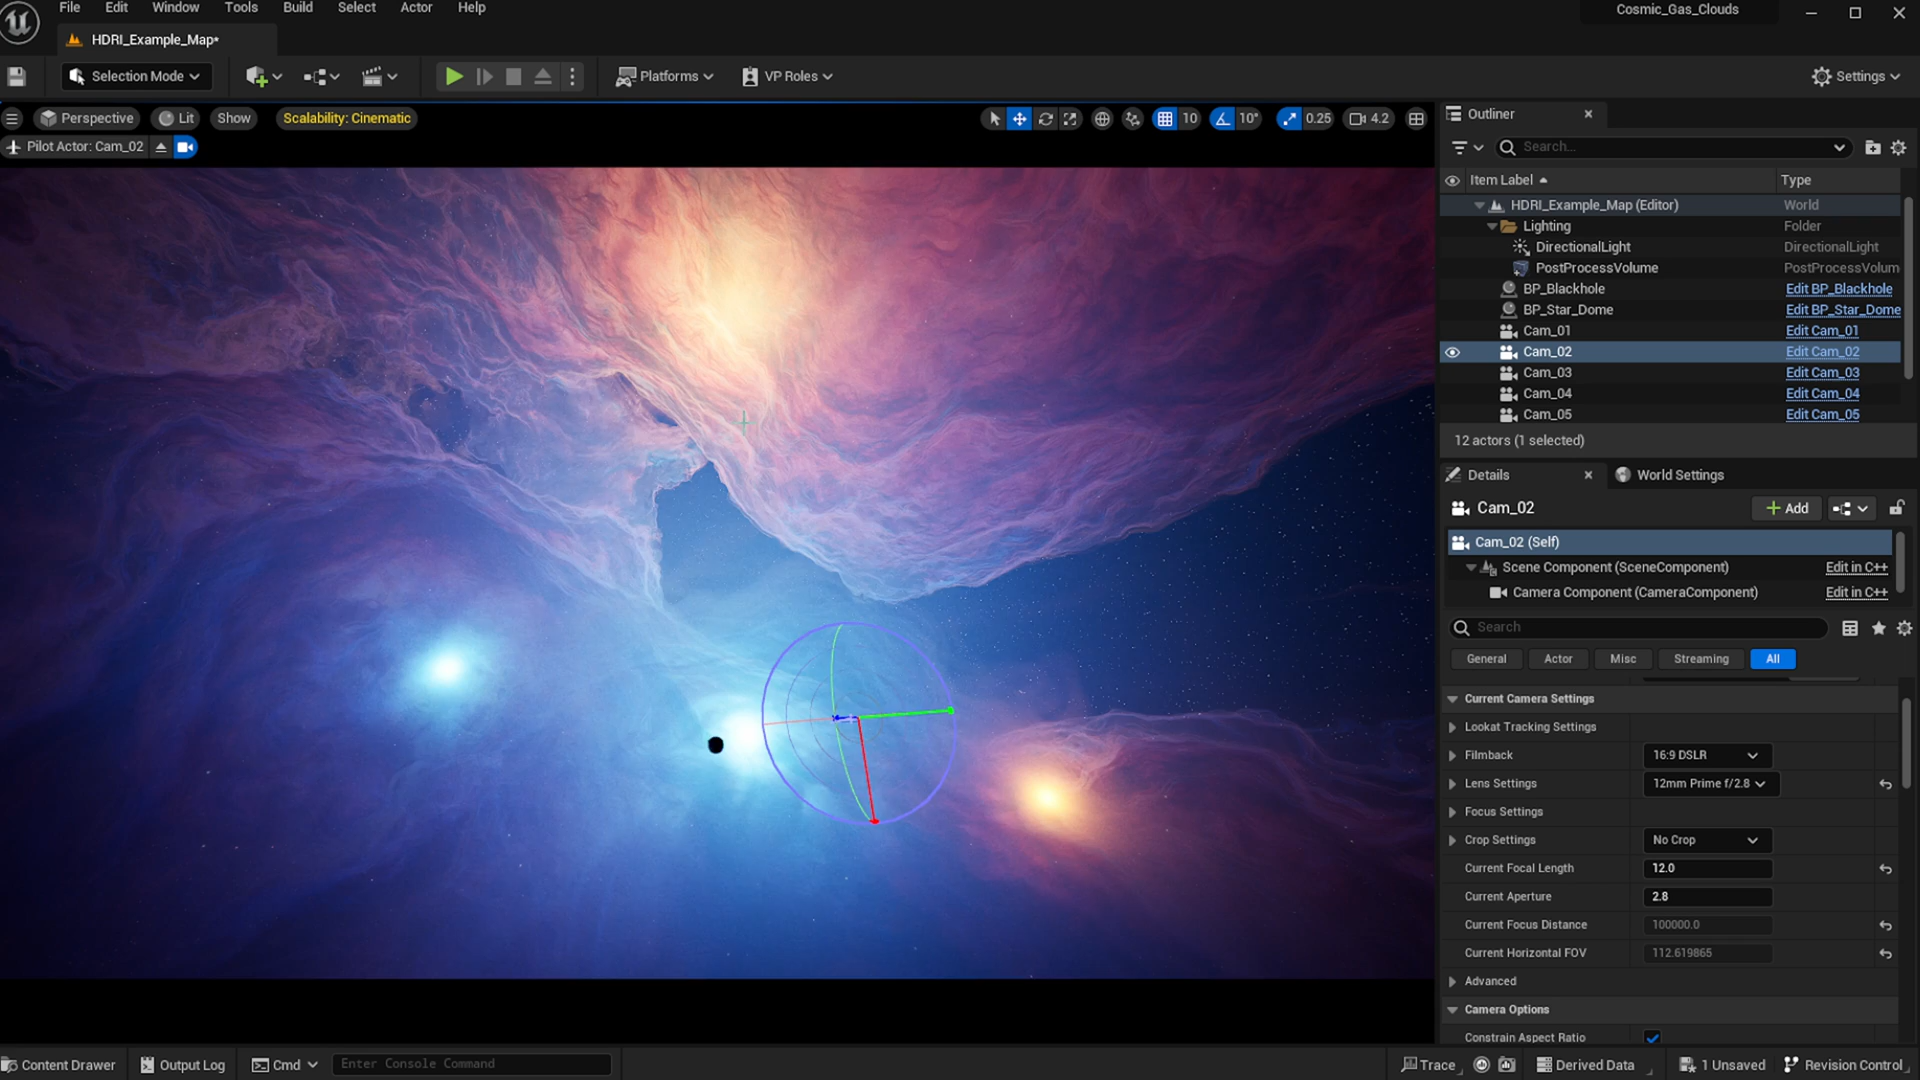 File Edit Window Tools Build Select Actor Help
Cosmic_Gas_Clouds
HDRI_Example_Map*
Selection Mode
Platforms
VP Roles
Settings
Perspective
Lit
Show
Scalability: Cinematic
10
10°
0.25
4.2
Pilot Actor: Cam_02
Outliner
Search...
Item Label
Type
HDRI_Example_Map (Editor)
World
Lighting
Folder
DirectionalLight
DirectionalLight
PostProcessVolume
PostProcessVolum
BP_Blackhole
Edit BP_Blackhole
BP_Star_Dome
Edit BP_Star_Dome
Cam_01
Edit Cam_01
Cam_02
Edit Cam_02
Cam_03
Edit Cam_03
Cam_04
Edit Cam_04
Cam_05
Edit Cam_05
12 actors (1 selected)
Details
World Settings
Cam_02
Add
Cam_02 (Self)
Scene Component (SceneComponent)
Edit in C++
Camera Component (CameraComponent)
Edit in C++
Search
General
Actor
Misc
Streaming
All
Current Camera Settings
Lookat Tracking Settings
Filmback
16:9 DSLR
Lens Settings
12mm Prime f/2.8
Focus Settings
Crop Settings
No Crop
Current Focal Length
12.0
Current Aperture
2.8
Current Focus Distance
100000.0
Current Horizontal FOV
112.619865
Advanced
Camera Options
Constrain Aspect Ratio
Content Drawer
Output Log
Cmd
Enter Console Command
Trace
Derived Data
1 Unsaved
Revision Control